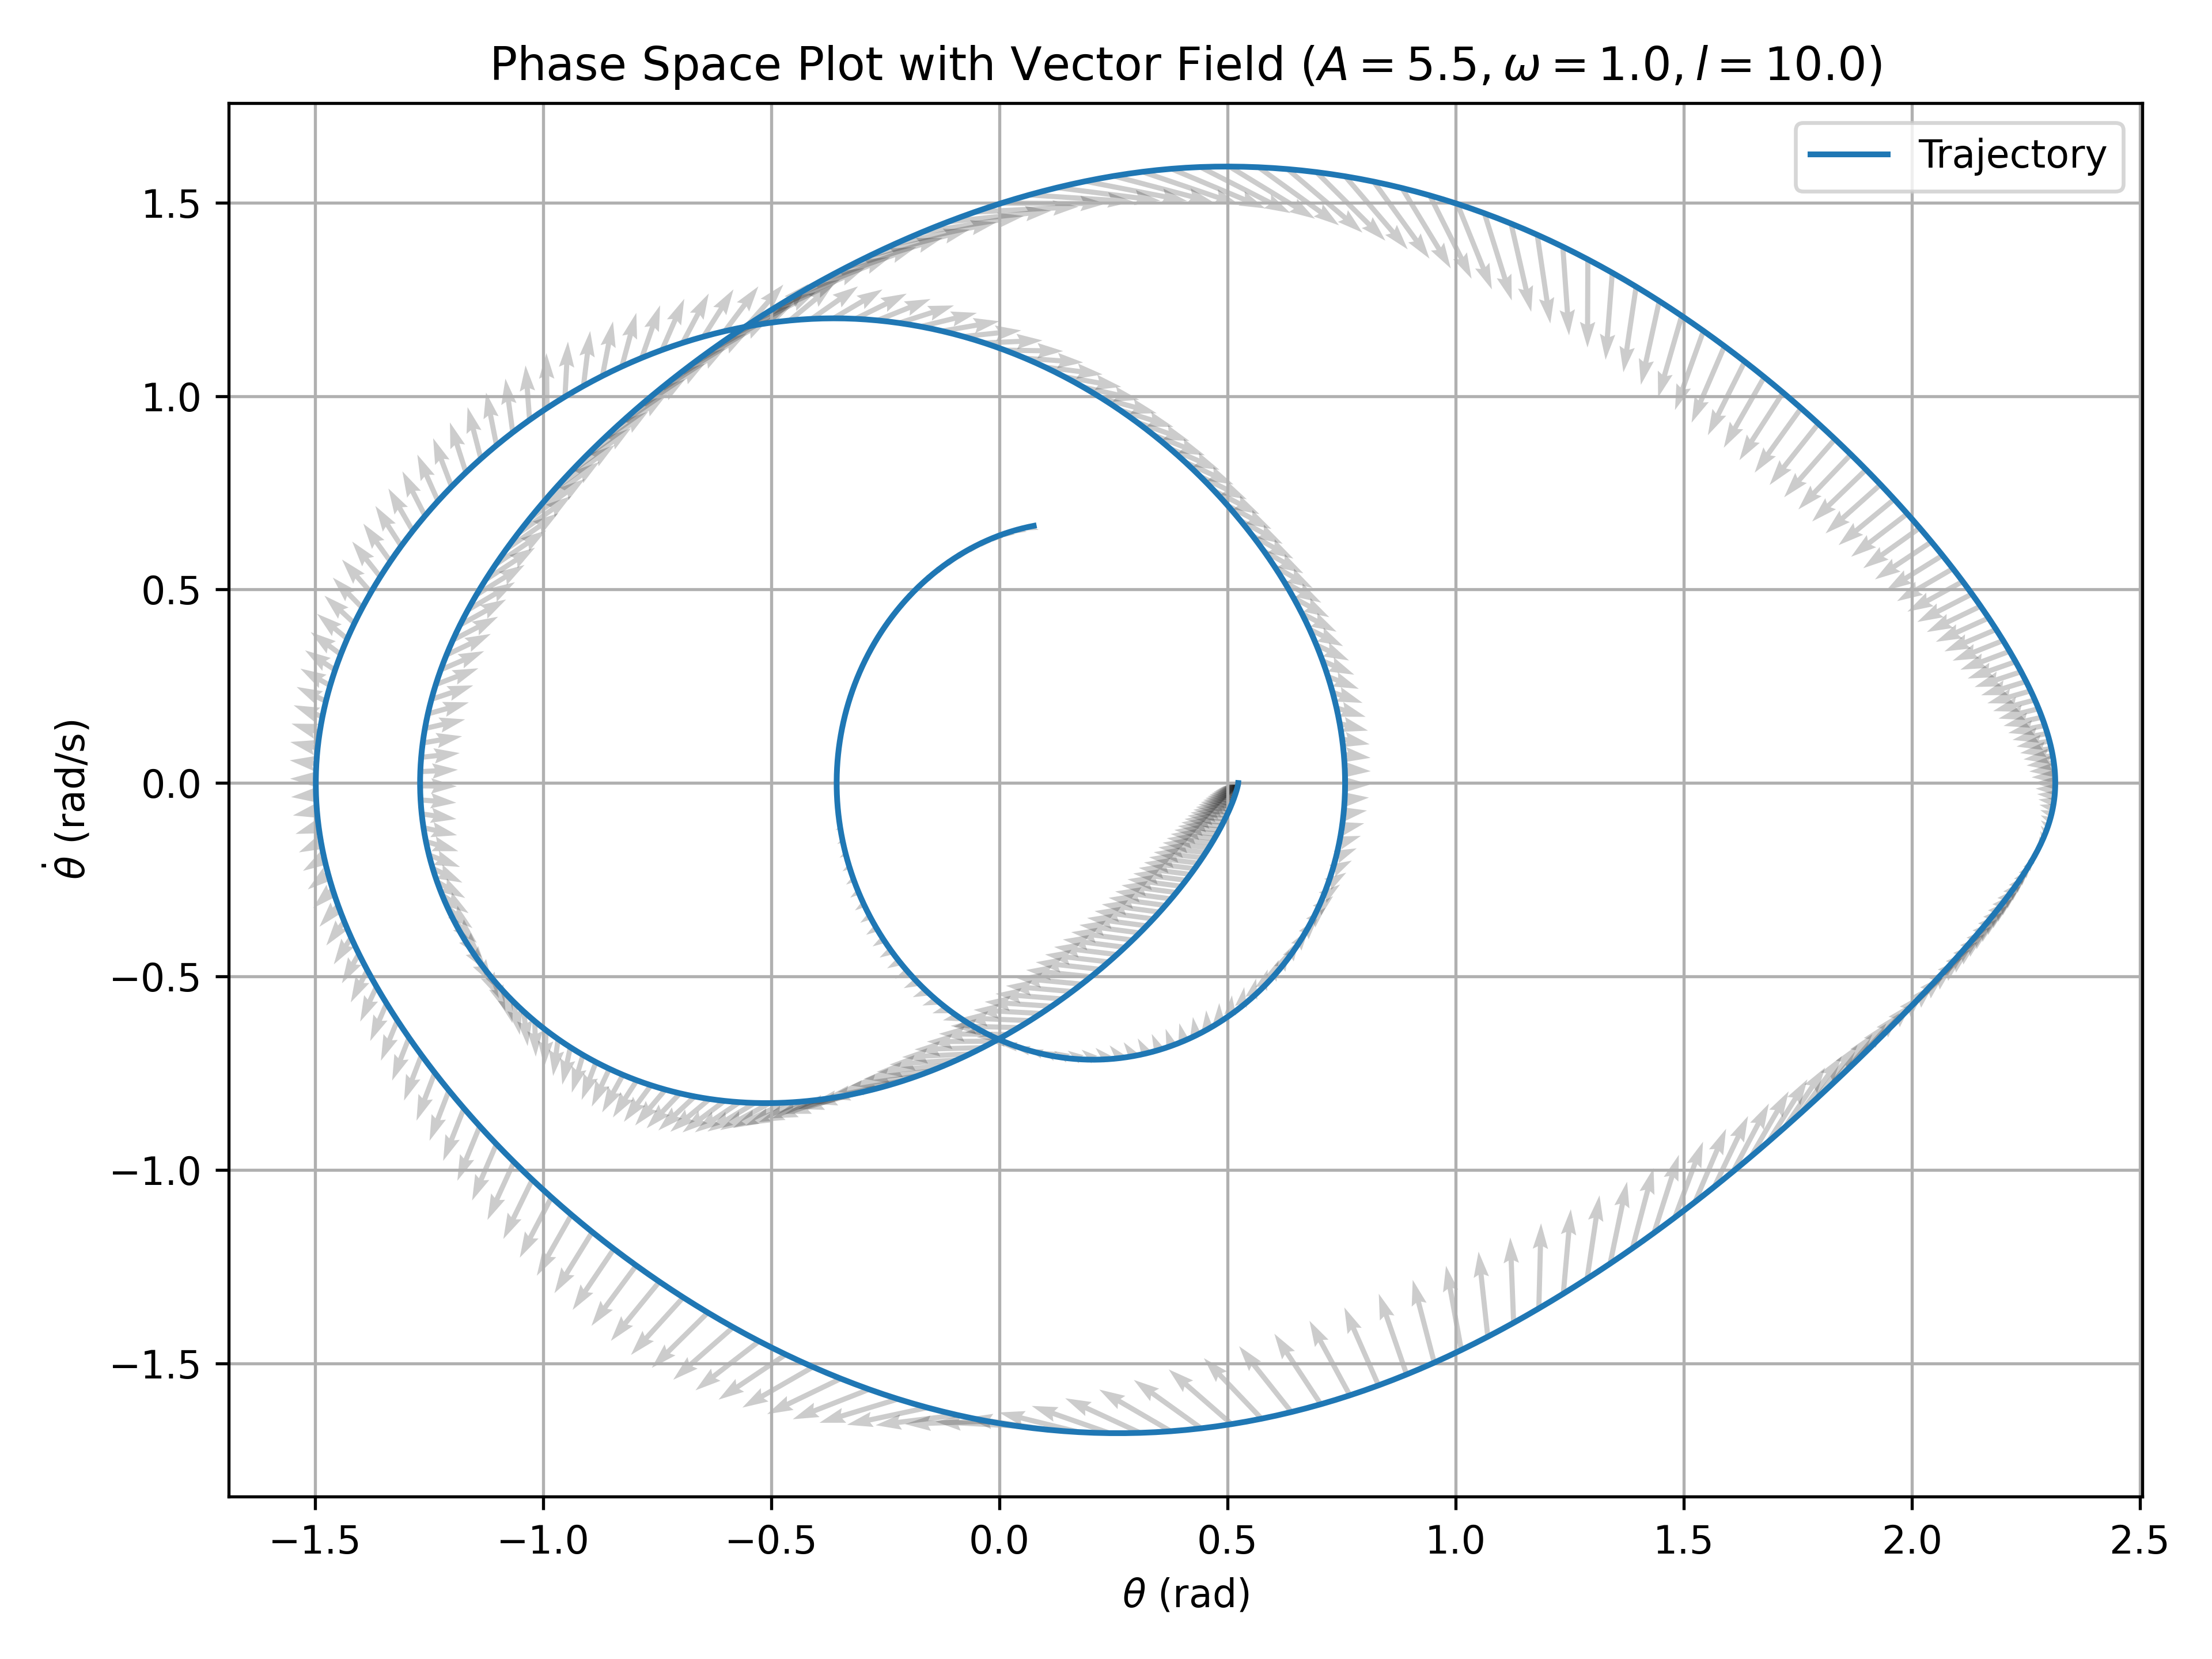 Phase Space Plot with Vector Field (A = 5.5, ω = 1.0, l = 10.0)
Trajectory
1.5
1.0
0.5
0.0
−0.5
−1.0
−1.5
θ̇ (rad/s)
−1.5 −1.0 −0.5 0.0 0.5 1.0 1.5 2.0 2.5
θ (rad)